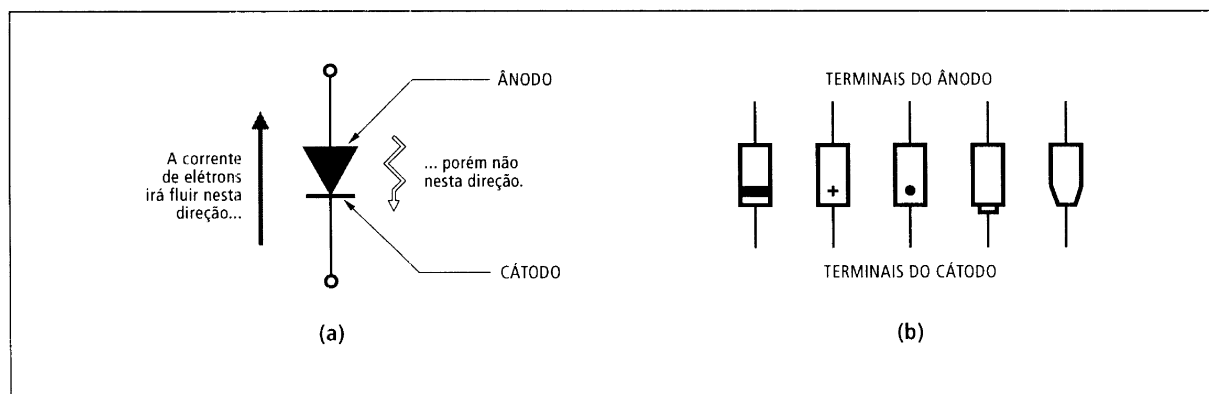 ÂNODO
A corrente
de elétrons
irá fluir nesta
direção...
... porém não
nesta direção.
CÁTODO
(a)
TERMINAIS DO ÂNODO
+
TERMINAIS DO CÁTODO
(b)